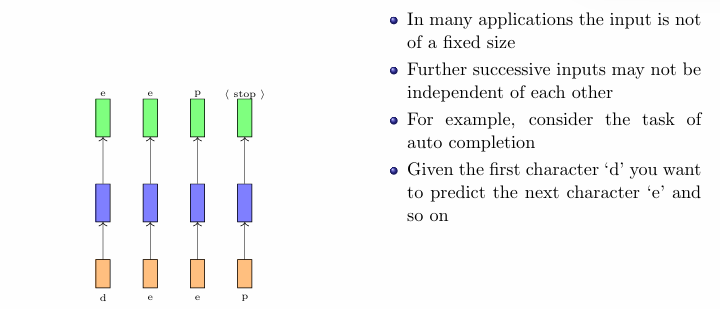 e e p ⟨ stop ⟩
d e e p
In many applications the input is not
of a fixed size
Further successive inputs may not be
independent of each other
For example, consider the task of
auto completion
Given the first character ‘d’ you want
to predict the next character ‘e’ and
so on